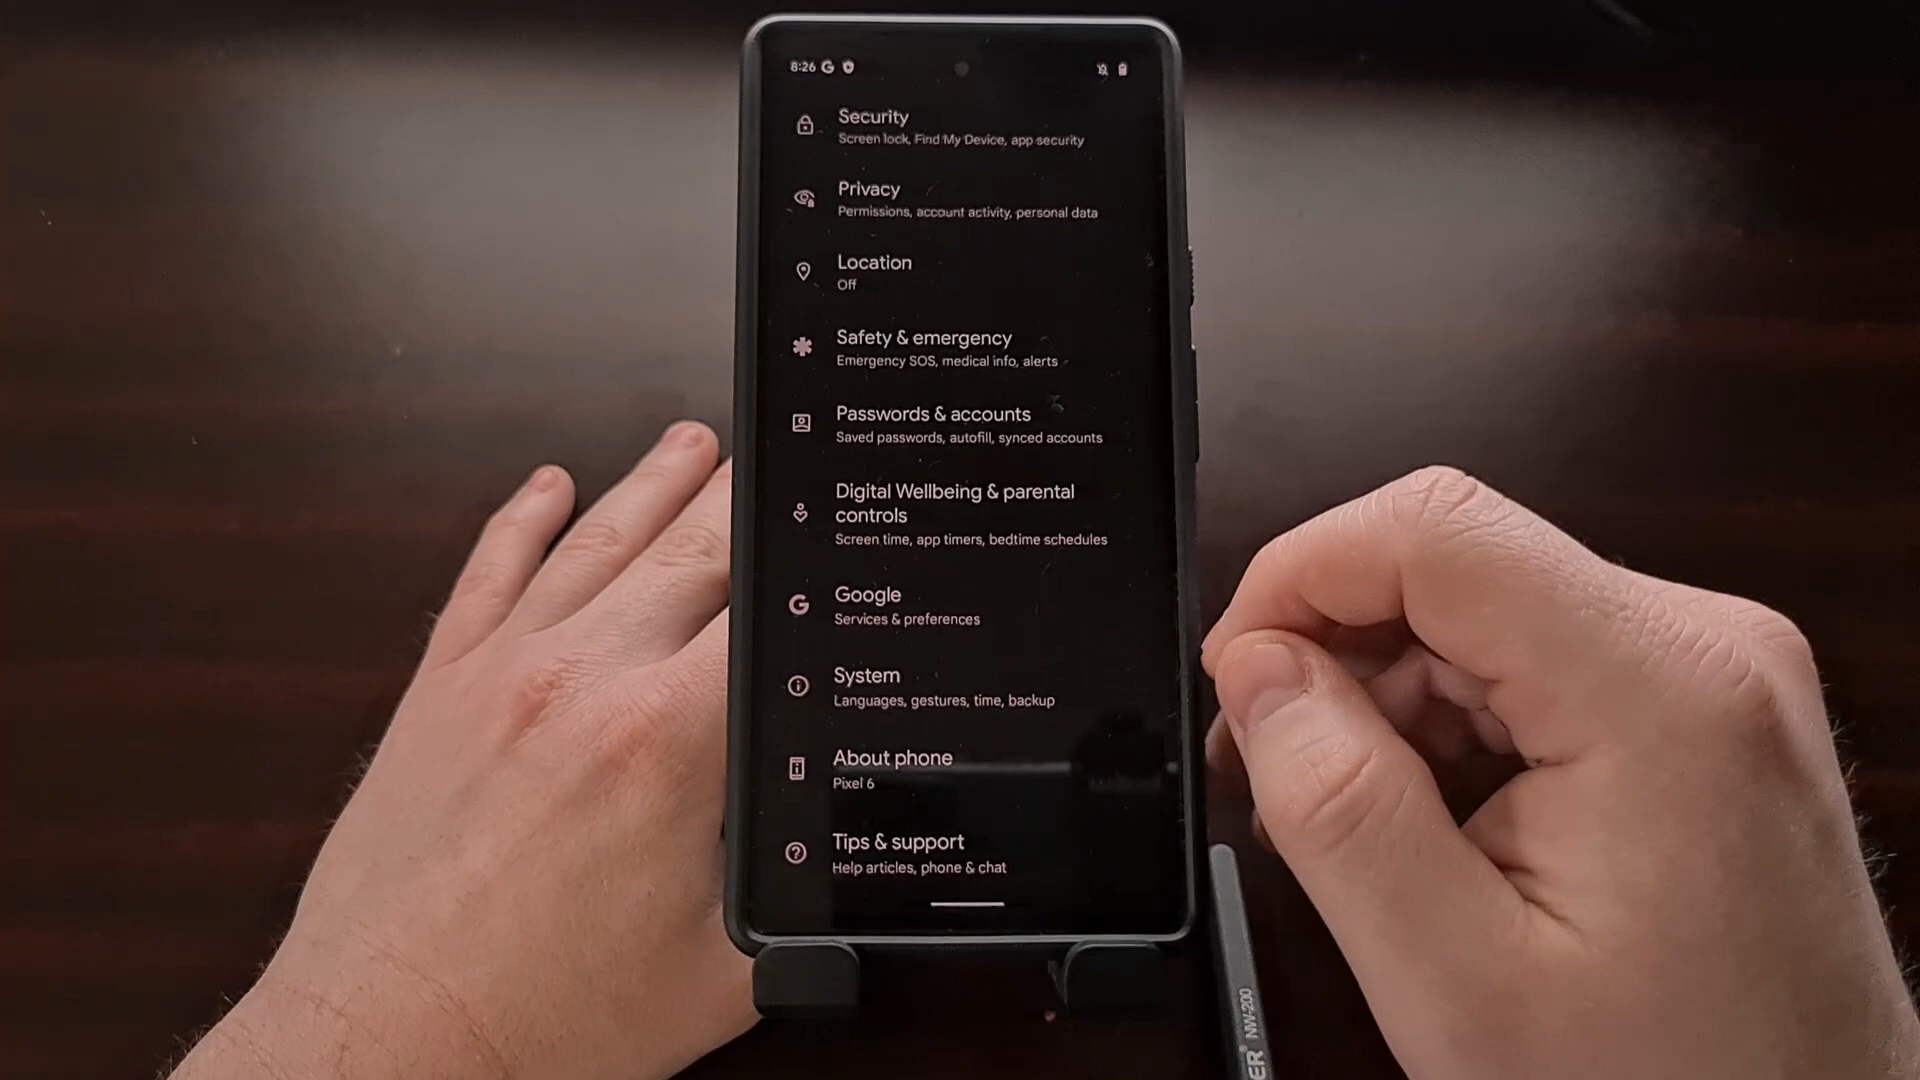 8:26
Security
Screen lock, Find My Device, app security
Privacy
Permissions, account activity, personal data
Location
Off
Safety & emergency
Emergency SOS, medical info, alerts
Passwords & accounts
Saved passwords, autofill, synced accounts
Digital Wellbeing & parental
controls
Screen time, app timers, bedtime schedules
Google
Services & preferences
System
Languages, gestures, time, backup
About phone
Pixel 6
Tips & support
Help articles, phone & chat
ER® NW-200